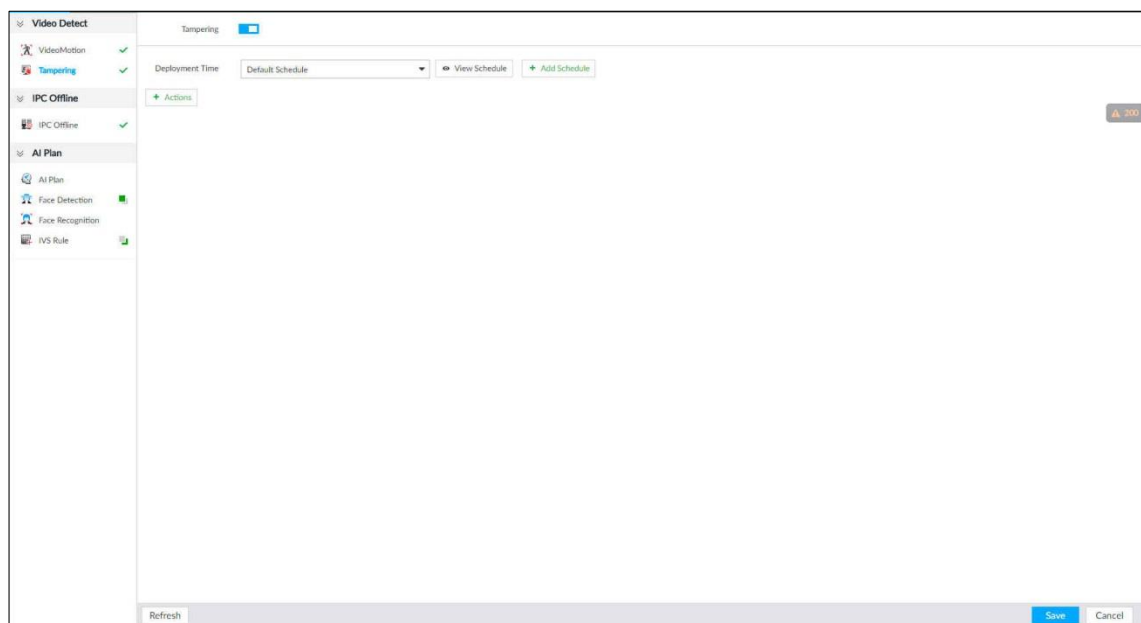 Video Detect
VideoMotion
Tampering
IPC Offline
IPC Offline
AI Plan
AI Plan
Face Detection
Face Recognition
IVS Rule
Tampering
Deployment Time Default Schedule View Schedule + Add Schedule
+ Actions
200
Refresh Save Cancel